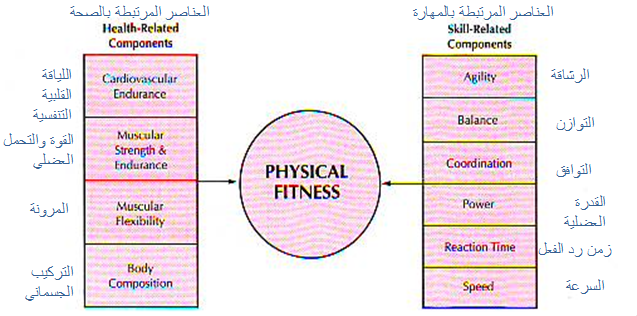 العناصر المرتبطة بالصحة
Health-Related
Components
اللياقة
القلبية
التنفسية
Cardiovascular
Endurance
القوة والتحمل
العضلي
Muscular
Strength &
Endurance
المرونة
Muscular
Flexibility
التركيب
الجسماني
Body
Composition
PHYSICAL
FITNESS
العناصر المرتبطة بالمهارة
Skill-Related
Components
Agility
الرشاقة
Balance
التوازن
Coordination
التوافق
Power
القدرة
العضلية
Reaction Time
زمن رد الفعل
Speed
السرعة